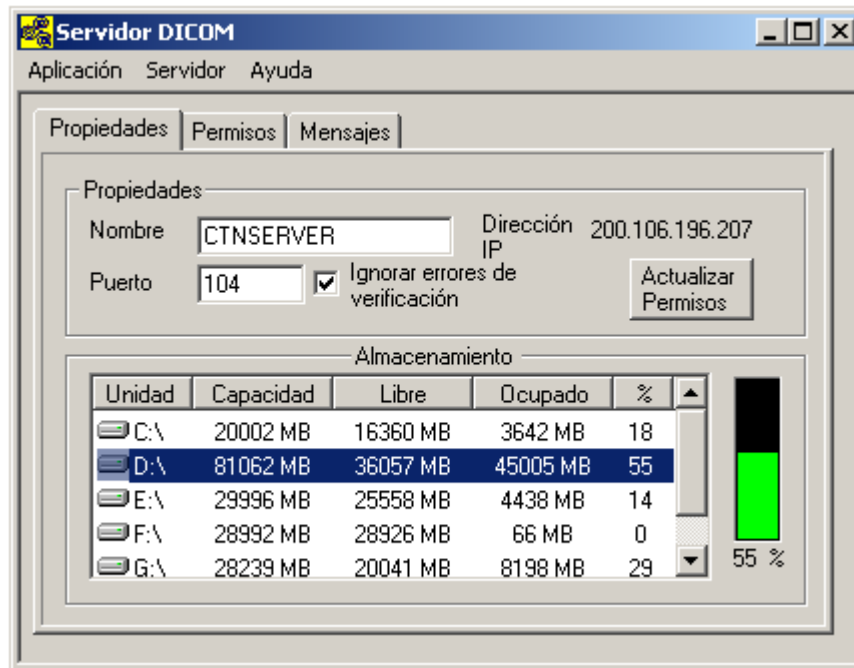 Servidor DICOM
Aplicación Servidor Ayuda
Propiedades Permisos Mensajes
Propiedades
Nombre CTNSERVER Dirección IP 200.106.196.207
Puerto 104 Ignorar errores de verificación Actualizar Permisos
Almacenamiento
Unidad Capacidad Libre Ocupado %
C:\ 20002 MB 16360 MB 3642 MB 18
D:\ 81062 MB 36057 MB 45005 MB 55
E:\ 29996 MB 25558 MB 4438 MB 14
F:\ 28992 MB 28926 MB 66 MB 0
G:\ 28239 MB 20041 MB 8198 MB 29
55 %